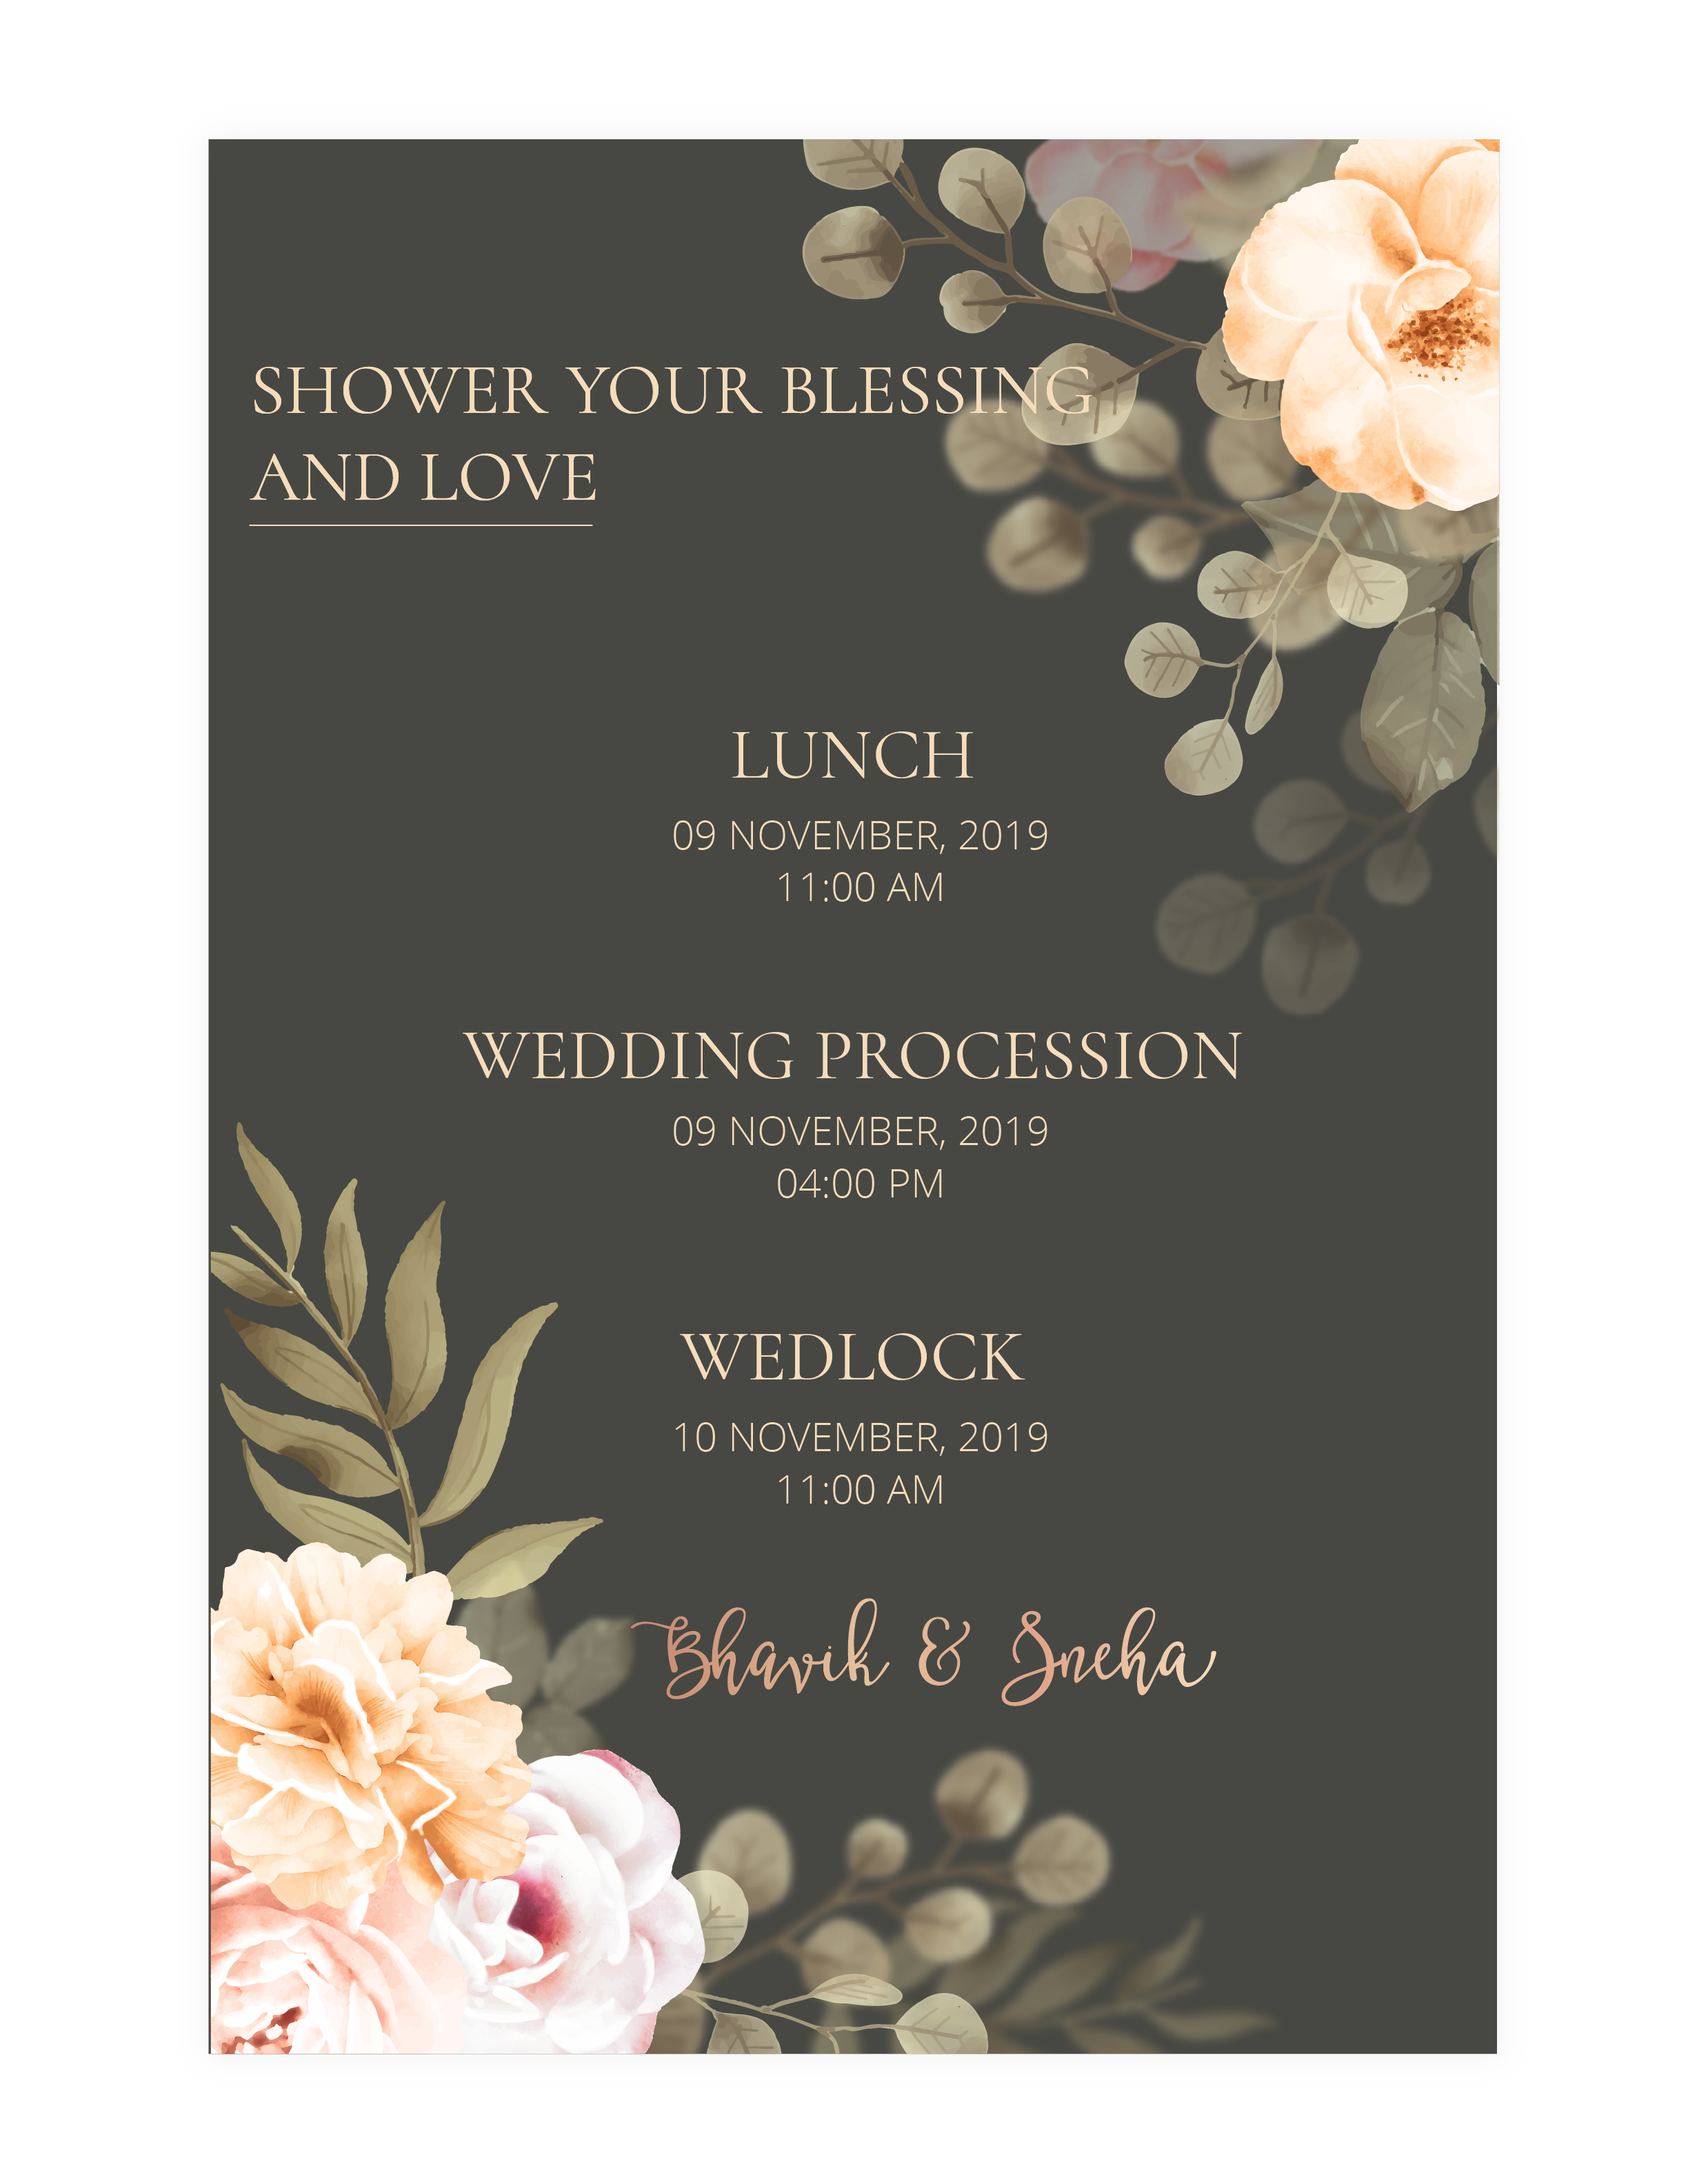 SHOWER YOUR BLESSING
AND LOVE
LUNCH
09 NOVEMBER, 2019
11:00 AM
WEDDING PROCESSION
09 NOVEMBER, 2019
04:00 PM
WEDLOCK
10 NOVEMBER, 2019
11:00 AM
Bhavik & Sneha